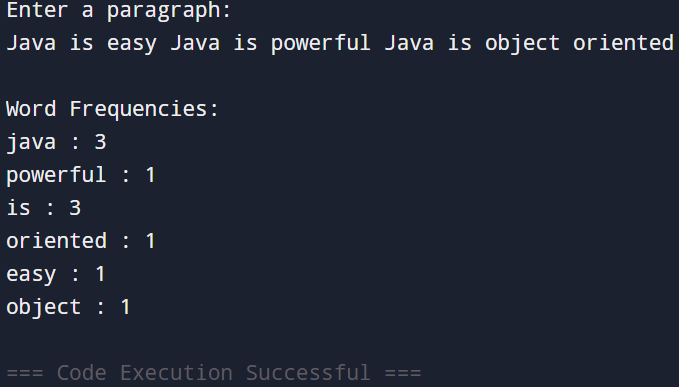 Enter a paragraph:
Java is easy Java is powerful Java is object oriented
Word Frequencies:
java : 3
powerful : 1
is : 3
oriented : 1
easy : 1
object : 1
=== Code Execution Successful ===